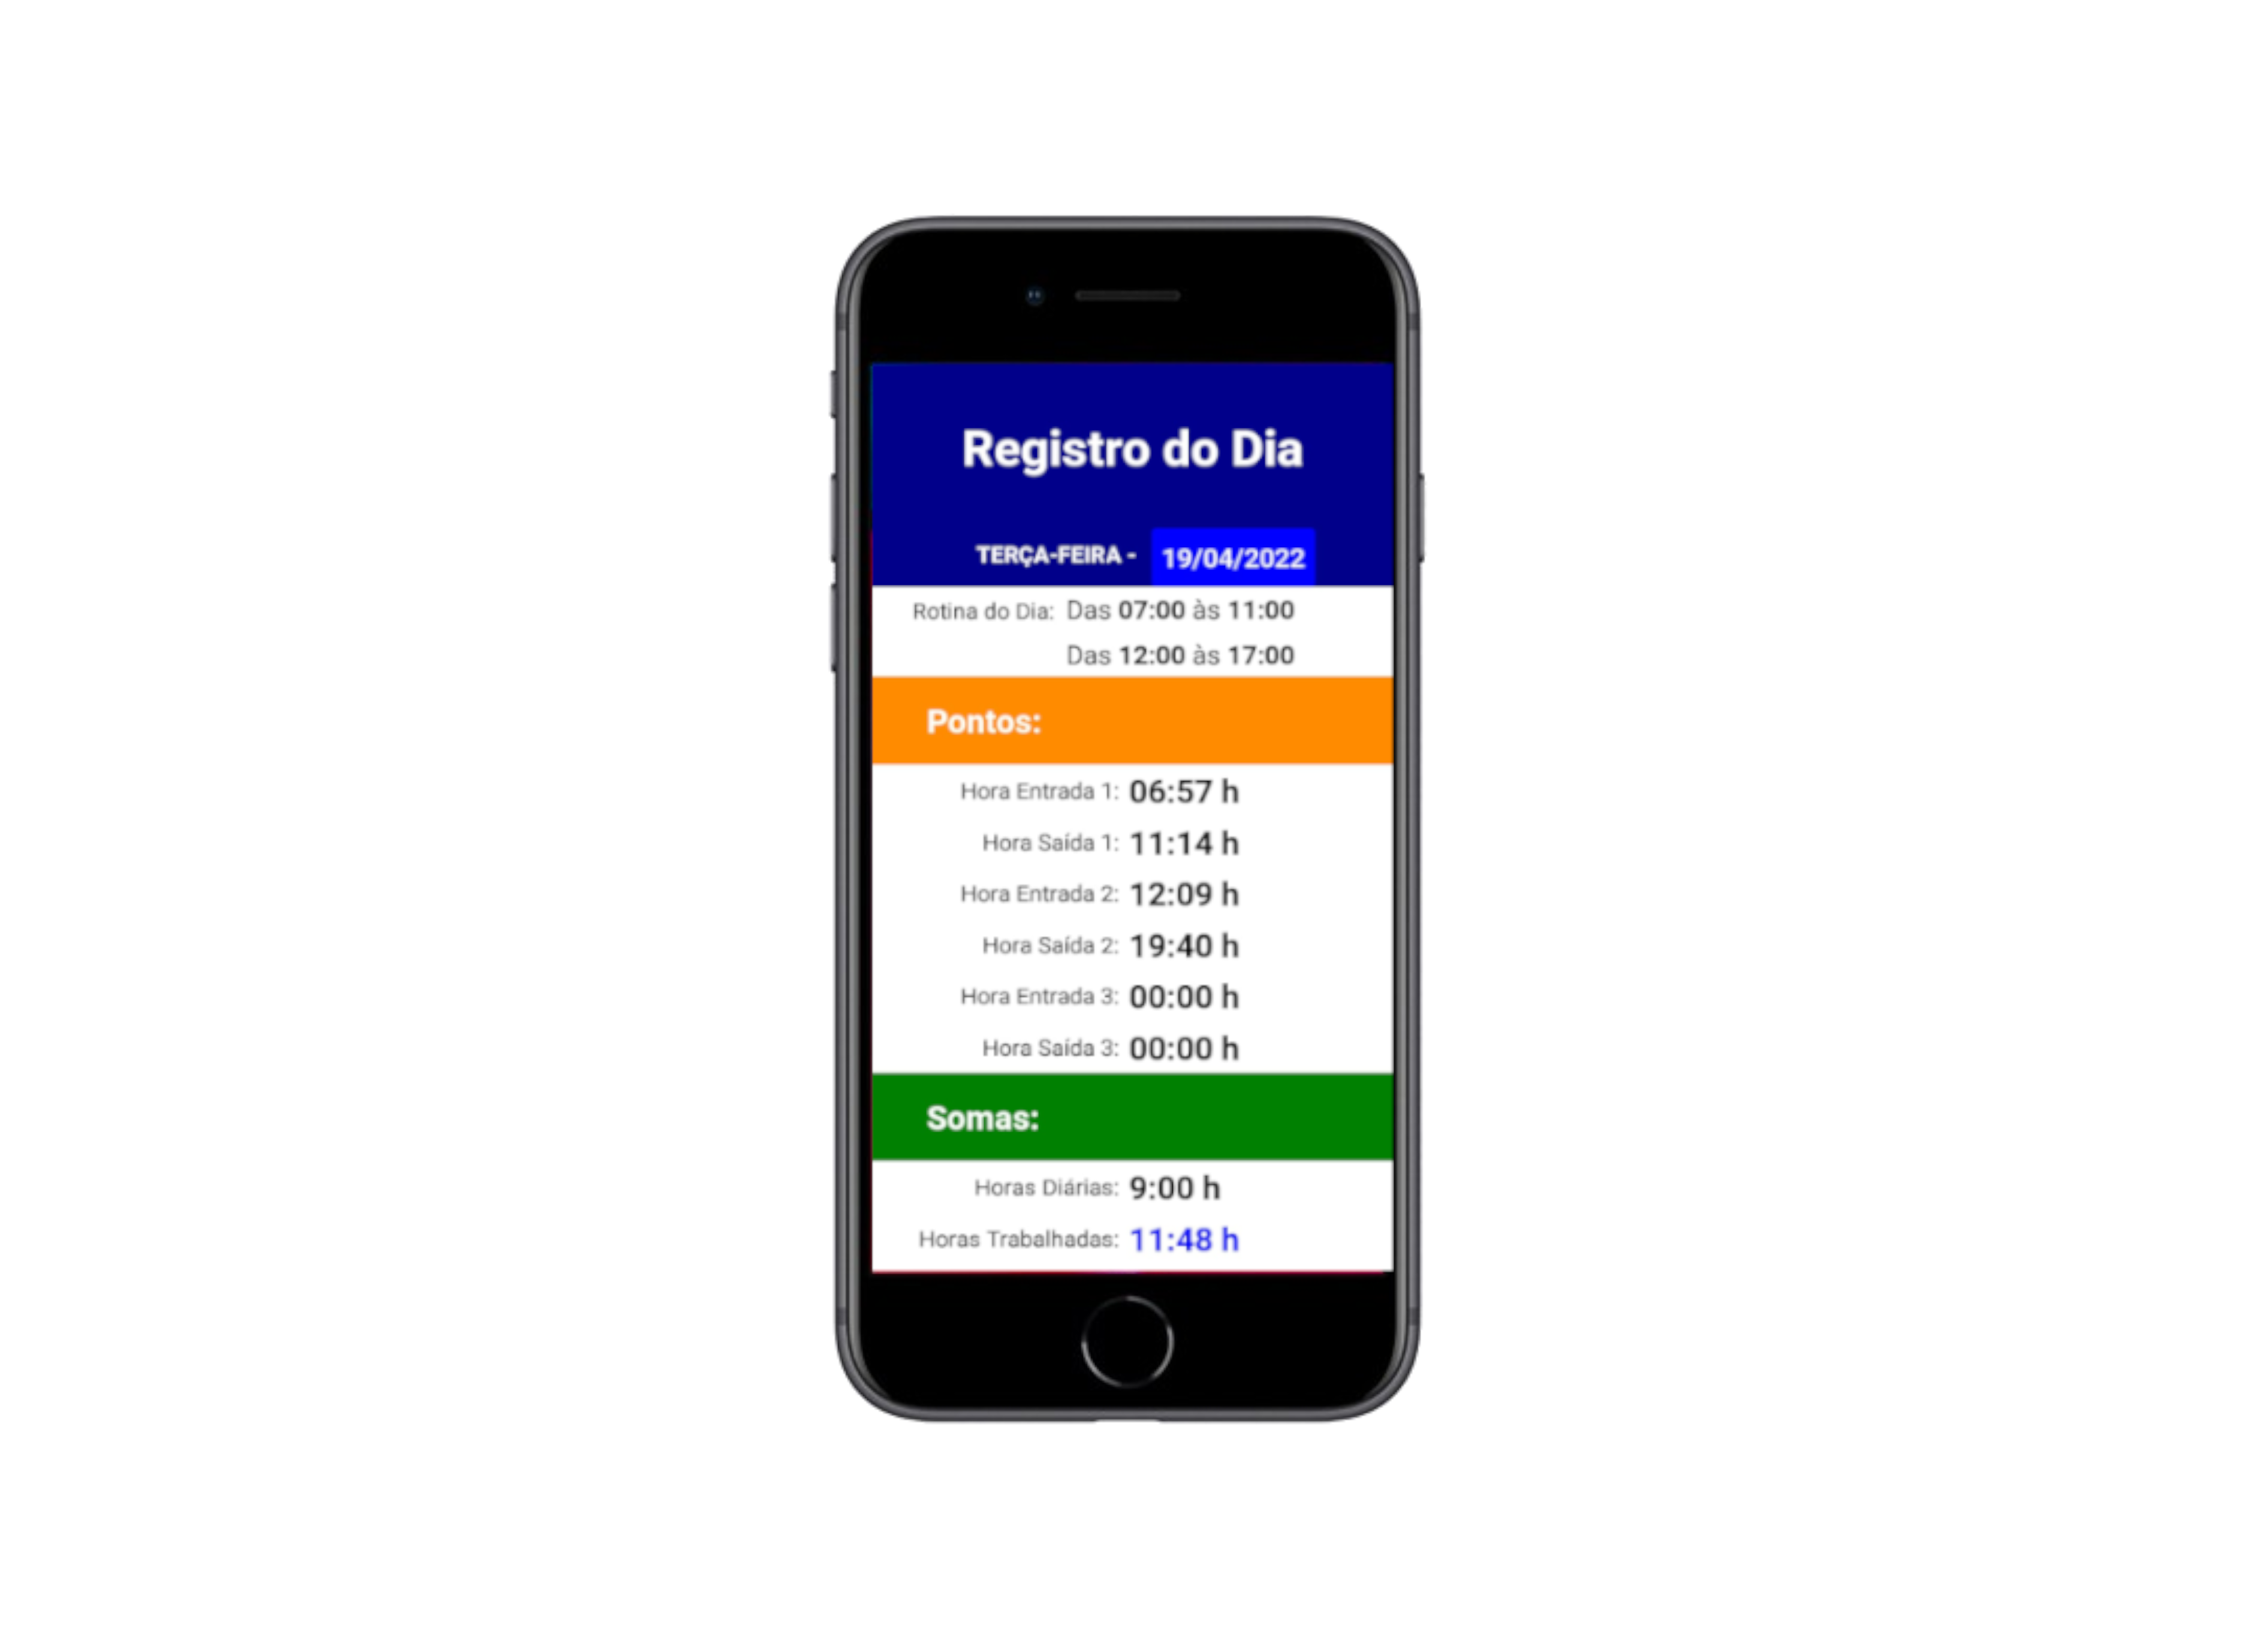 Registro do Dia
TERÇA-FEIRA - 19/04/2022
Rotina do Dia: Das 07:00 às 11:00
Das 12:00 às 17:00
Pontos:
Hora Entrada 1: 06:57 h
Hora Saída 1: 11:14 h
Hora Entrada 2: 12:09 h
Hora Saída 2: 19:40 h
Hora Entrada 3: 00:00 h
Hora Saída 3: 00:00 h
Somas:
Horas Diárias: 9:00 h
Horas Trabalhadas: 11:48 h